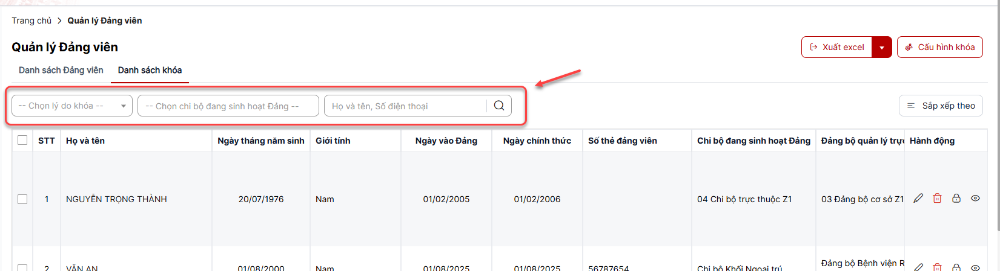 Trang chủ > Quản lý Đảng viên
Quản lý Đảng viên
Xuất excel
Cấu hình khóa
Danh sách Đảng viên
Danh sách khóa
-- Chọn lý do khóa --
-- Chọn chi bộ đang sinh hoạt Đảng --
Họ và tên, Số điện thoại
Sắp xếp theo
STT Họ và tên Ngày tháng năm sinh Giới tính Ngày vào Đảng Ngày chính thức Số thẻ đảng viên Chi bộ đang sinh hoạt Đảng Đảng bộ quản lý trực Hành động
1 NGUYỄN TRỌNG THÀNH 20/07/1976 Nam 01/02/2005 01/02/2006 04 Chi bộ trực thuộc Z1 03 Đảng bộ cơ sở Z1
2 VĂN AN 01/08/2000 Nam 01/08/2025 01/08/2025 56787654 Chi bộ Khối Ngoại trú Đảng bộ Bệnh viện R